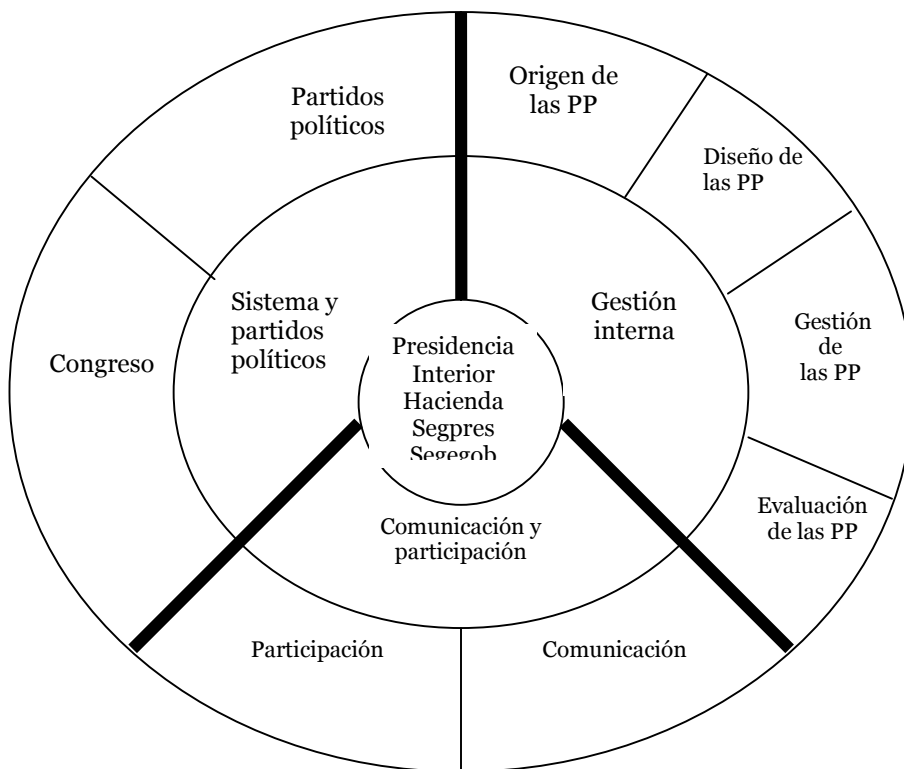 Partidos
políticos
Origen de
las PP
Diseño de
las PP
Gestión
de
las PP
Evaluación
de las PP
Comunicación
Participación
Congreso
Sistema y
partidos
políticos
Gestión
interna
Comunicación y
participación
Presidencia
Interior
Hacienda
Segpres
Segegob